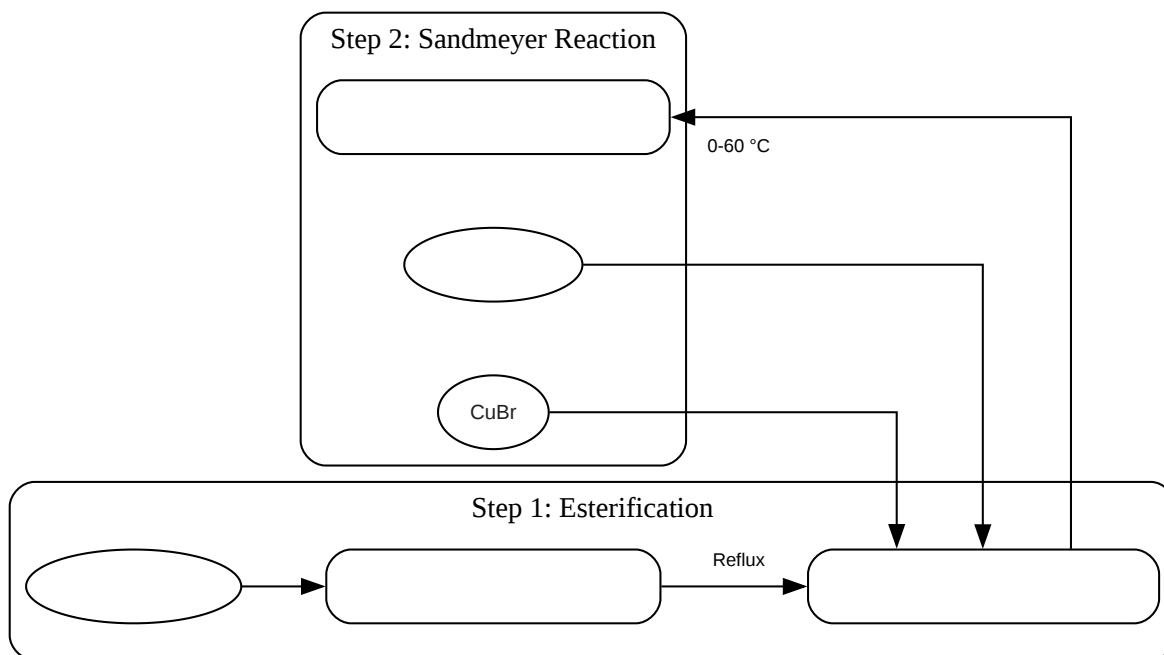 Step 2: Sandmeyer Reaction
0-60 °C
CuBr
Step 1: Esterification
Reflux